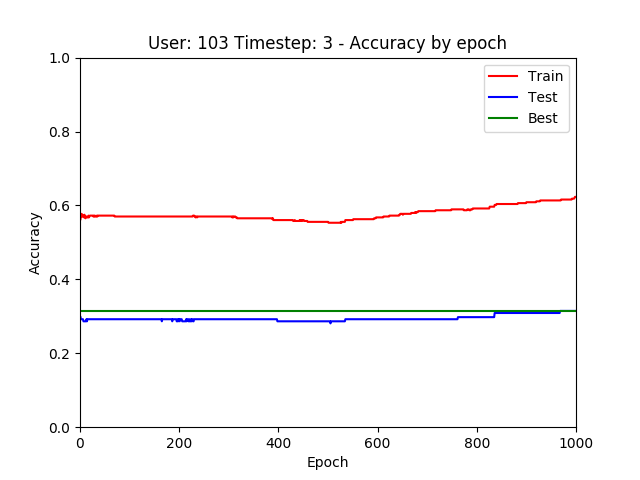 User: 103 Timestep: 3 - Accuracy by epoch
Train
Test
Best
1.0
0.8
0.6
0.4
0.2
0.0
Accuracy
0 200 400 600 800 1000
Epoch